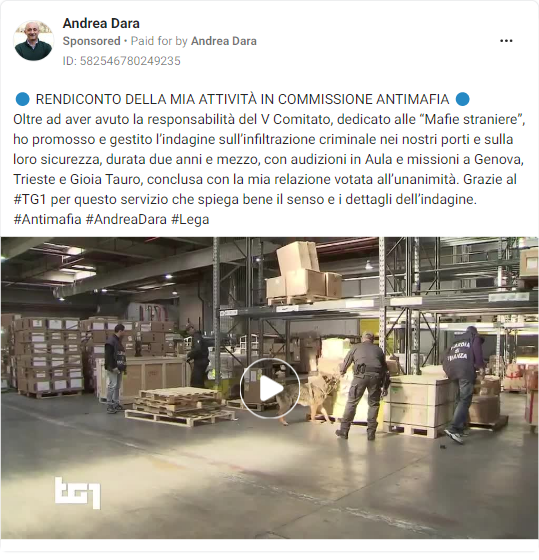 Andrea Dara
Sponsored • Paid for by Andrea Dara
ID: 582546780249235
RENDICONTO DELLA MIA ATTIVITÀ IN COMMISSIONE ANTIMAFIA
Oltre ad aver avuto la responsabilità del V Comitato, dedicato alle “Mafie straniere”,
ho promosso e gestito l’indagine sull’infiltrazione criminale nei nostri porti e sulla
loro sicurezza, durata due anni e mezzo, con audizioni in Aula e missioni a Genova,
Trieste e Gioia Tauro, conclusa con la mia relazione votata all’unanimità. Grazie al
#TG1 per questo servizio che spiega bene il senso e i dettagli dell’indagine.
#Antimafia #AndreaDara #Lega
GUARDIA DI
FINANZA
tg1